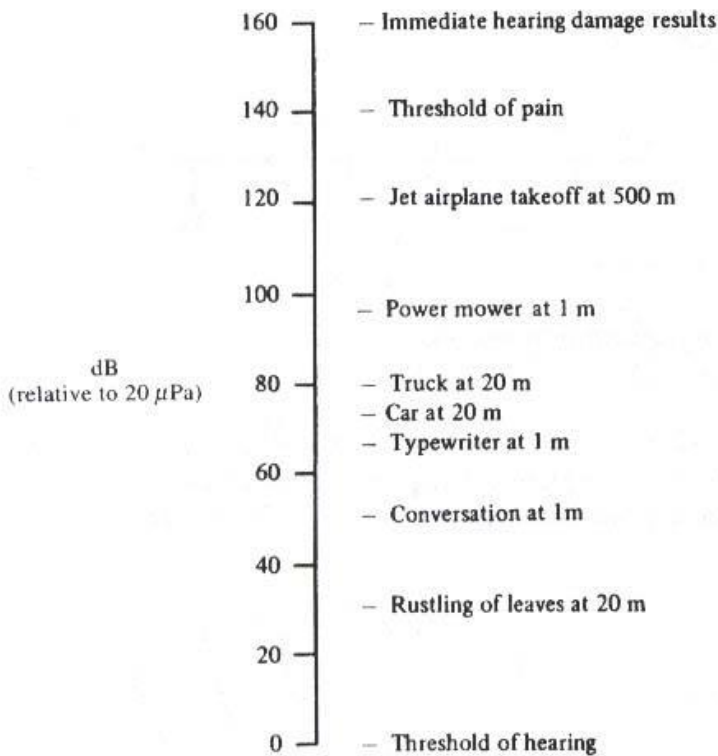 160 – Immediate hearing damage results
140 – Threshold of pain
120 – Jet airplane takeoff at 500 m
100
– Power mower at 1 m
dB
(relative to 20 μPa)
80 – Truck at 20 m
– Car at 20 m
– Typewriter at 1 m
60
– Conversation at 1m
40
– Rustling of leaves at 20 m
20
0 – Threshold of hearing